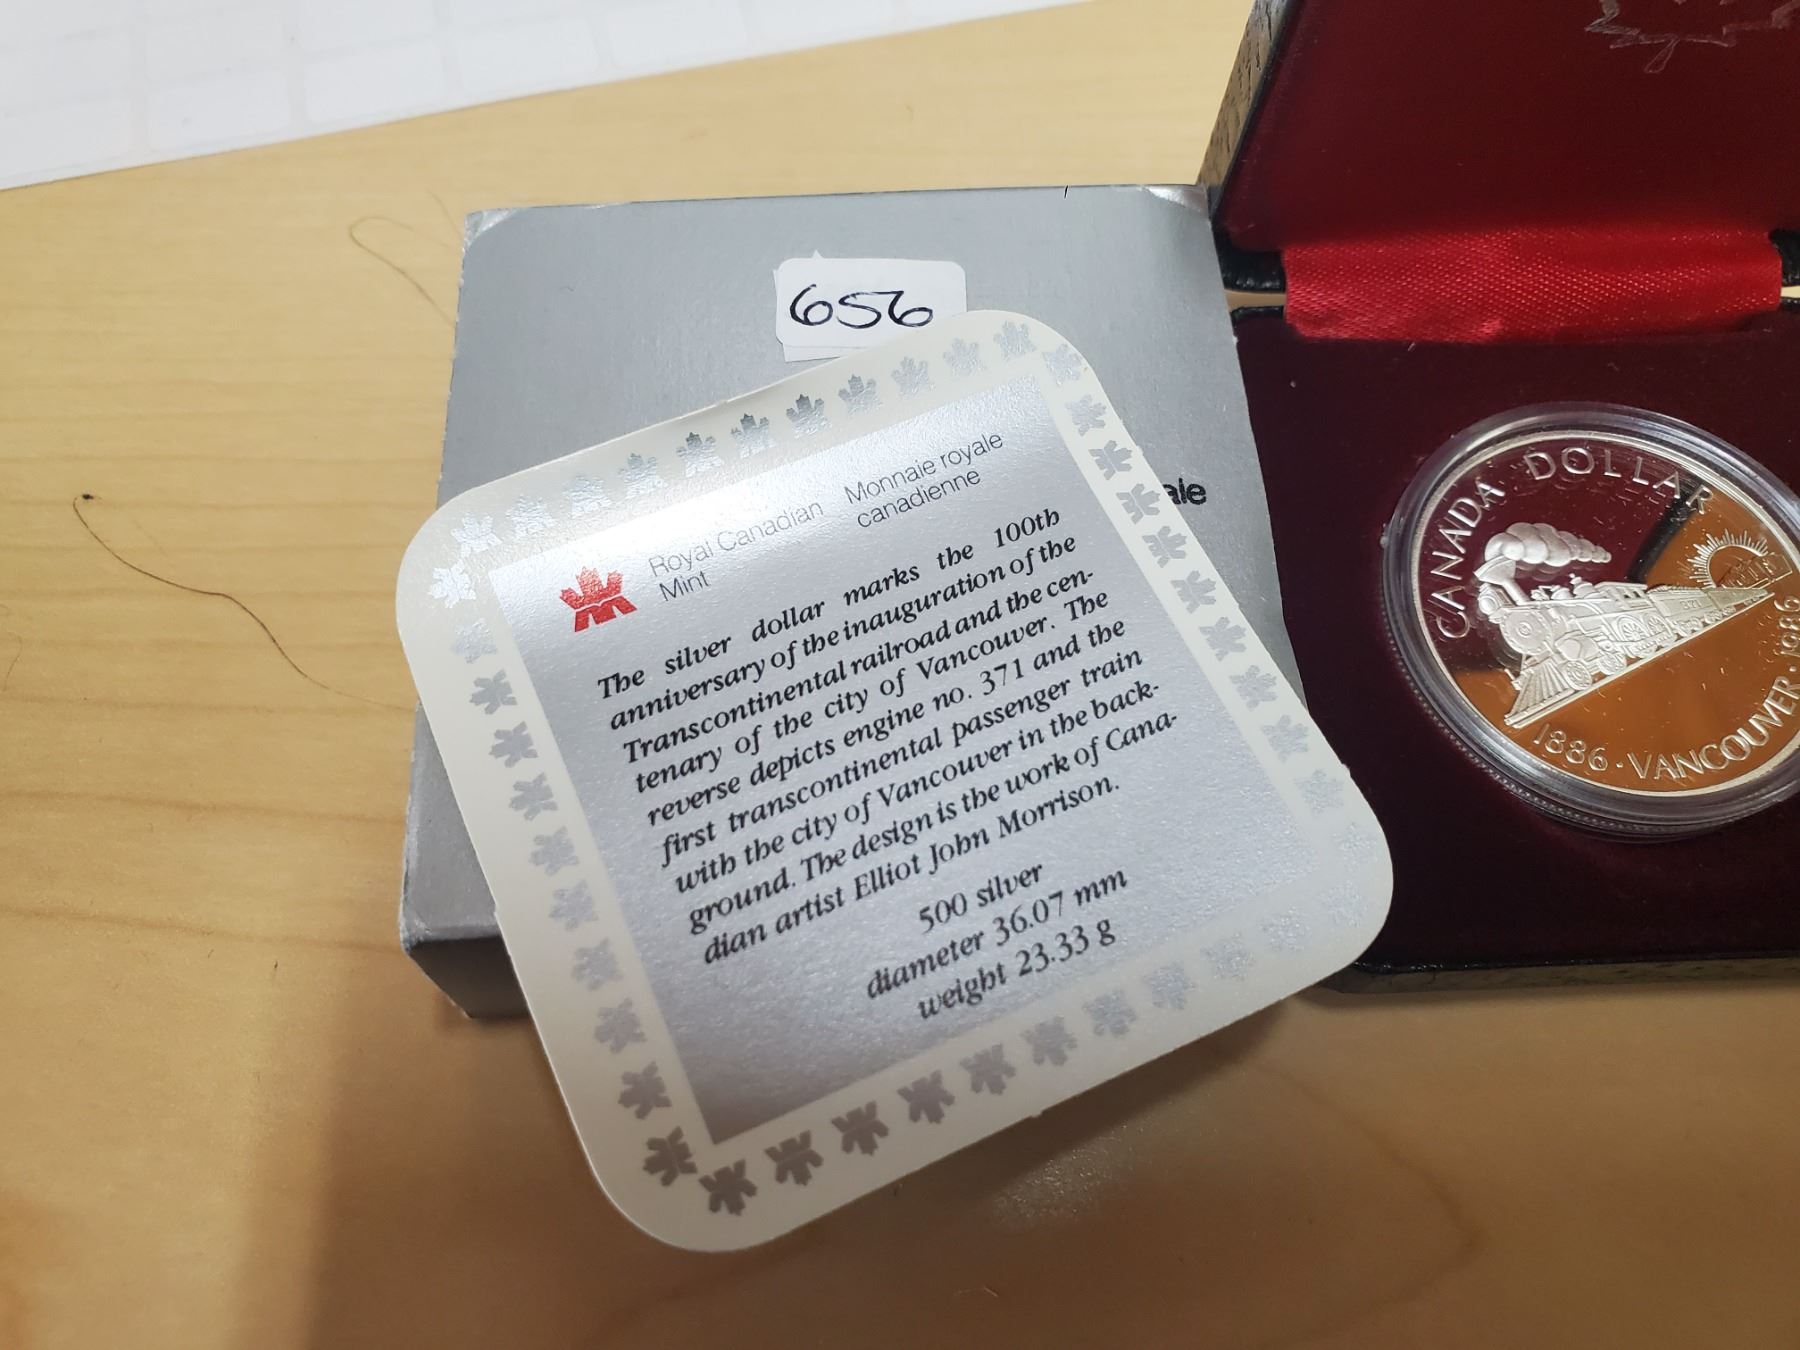 656
Royal Canadian Mint
Monnaie royale canadienne
ale
The silver dollar marks the 100th
anniversary of the inauguration of the
Transcontinental railroad and the cen-
tenary of the city of Vancouver. The
reverse depicts engine no. 371 and the
first transcontinental passenger train
with the city of Vancouver in the back-
ground. The design is the work of Cana-
dian artist Elliot John Morrison.
500 silver
diameter 36.07 mm
weight 23.33 g
CANADA DOLLAR
371
1886 · VANCOUVER · 1986